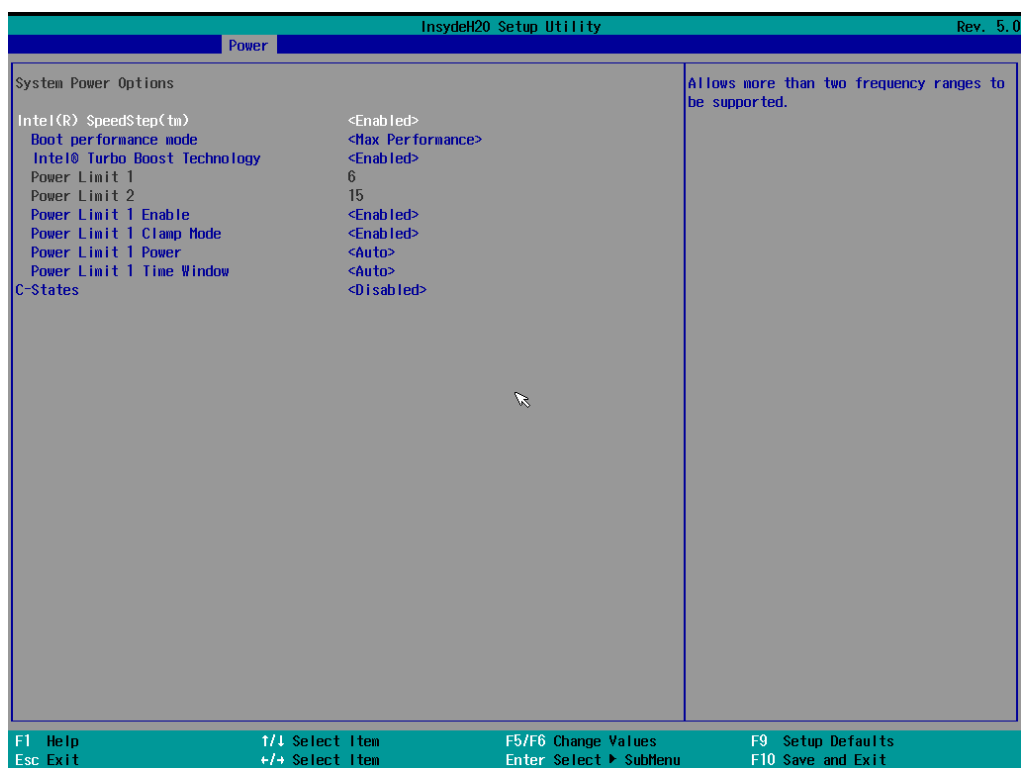 InsydeH2O Setup Utility Rev. 5.0
Power
System Power Options
Allows more than two frequency ranges to
be supported.
Intel(R) SpeedStep(tm) <Enabled>
Boot performance mode <Max Performance>
Intel® Turbo Boost Technology <Enabled>
Power Limit 1 6
Power Limit 2 15
Power Limit 1 Enable <Enabled>
Power Limit 1 Clamp Mode <Enabled>
Power Limit 1 Power <Auto>
Power Limit 1 Time Window <Auto>
C-States <Disabled>
F1 Help ↑/↓ Select Item F5/F6 Change Values F9 Setup Defaults
Esc Exit ←/→ Select Item Enter Select ▶ SubMenu F10 Save and Exit